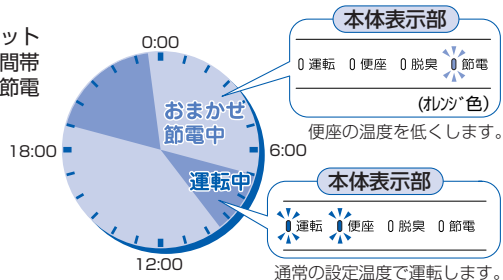 ット
間帯
節電
0:00
6:00
12:00
18:00
おまかせ
節電中
運転中
本体表示部
運転 便座 脱臭 節電
(オレンジ色)
便座の温度を低くします。
本体表示部
運転 便座 脱臭 節電
通常の設定温度で運転します。